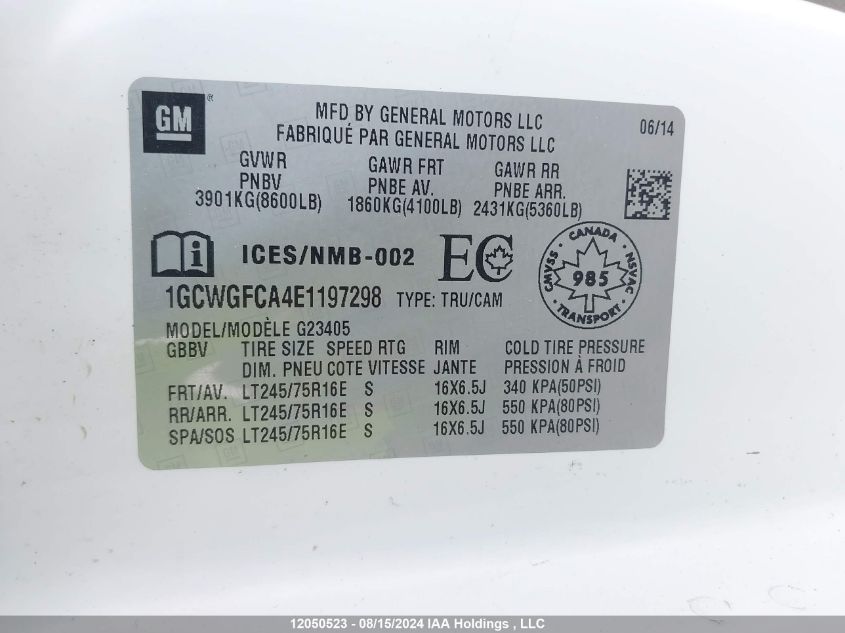 GM ®
MFD BY GENERAL MOTORS LLC
FABRIQUÉ PAR GENERAL MOTORS LLC
06/14
GVWR GAWR FRT GAWR RR
PNBV PNBE AV. PNBE ARR.
3901KG(8600LB) 1860KG(4100LB) 2431KG(5360LB)
i ICES/NMB-002 EC
CANADA
CMVSS 985 NSVAC
TRANSPORT
1GCWGFCA4E1197298 TYPE: TRU/CAM
MODEL/MODÈLE G23405
GBBV TIRE SIZE SPEED RTG RIM COLD TIRE PRESSURE
DIM. PNEU COTE VITESSE JANTE PRESSION À FROID
FRT/AV. LT245/75R16E S 16X6.5J 340 KPA(50PSI)
RR/ARR. LT245/75R16E S 16X6.5J 550 KPA(80PSI)
SPA/SOS LT245/75R16E S 16X6.5J 550 KPA(80PSI)
12050523 - 08/15/2024 IAA Holdings , LLC